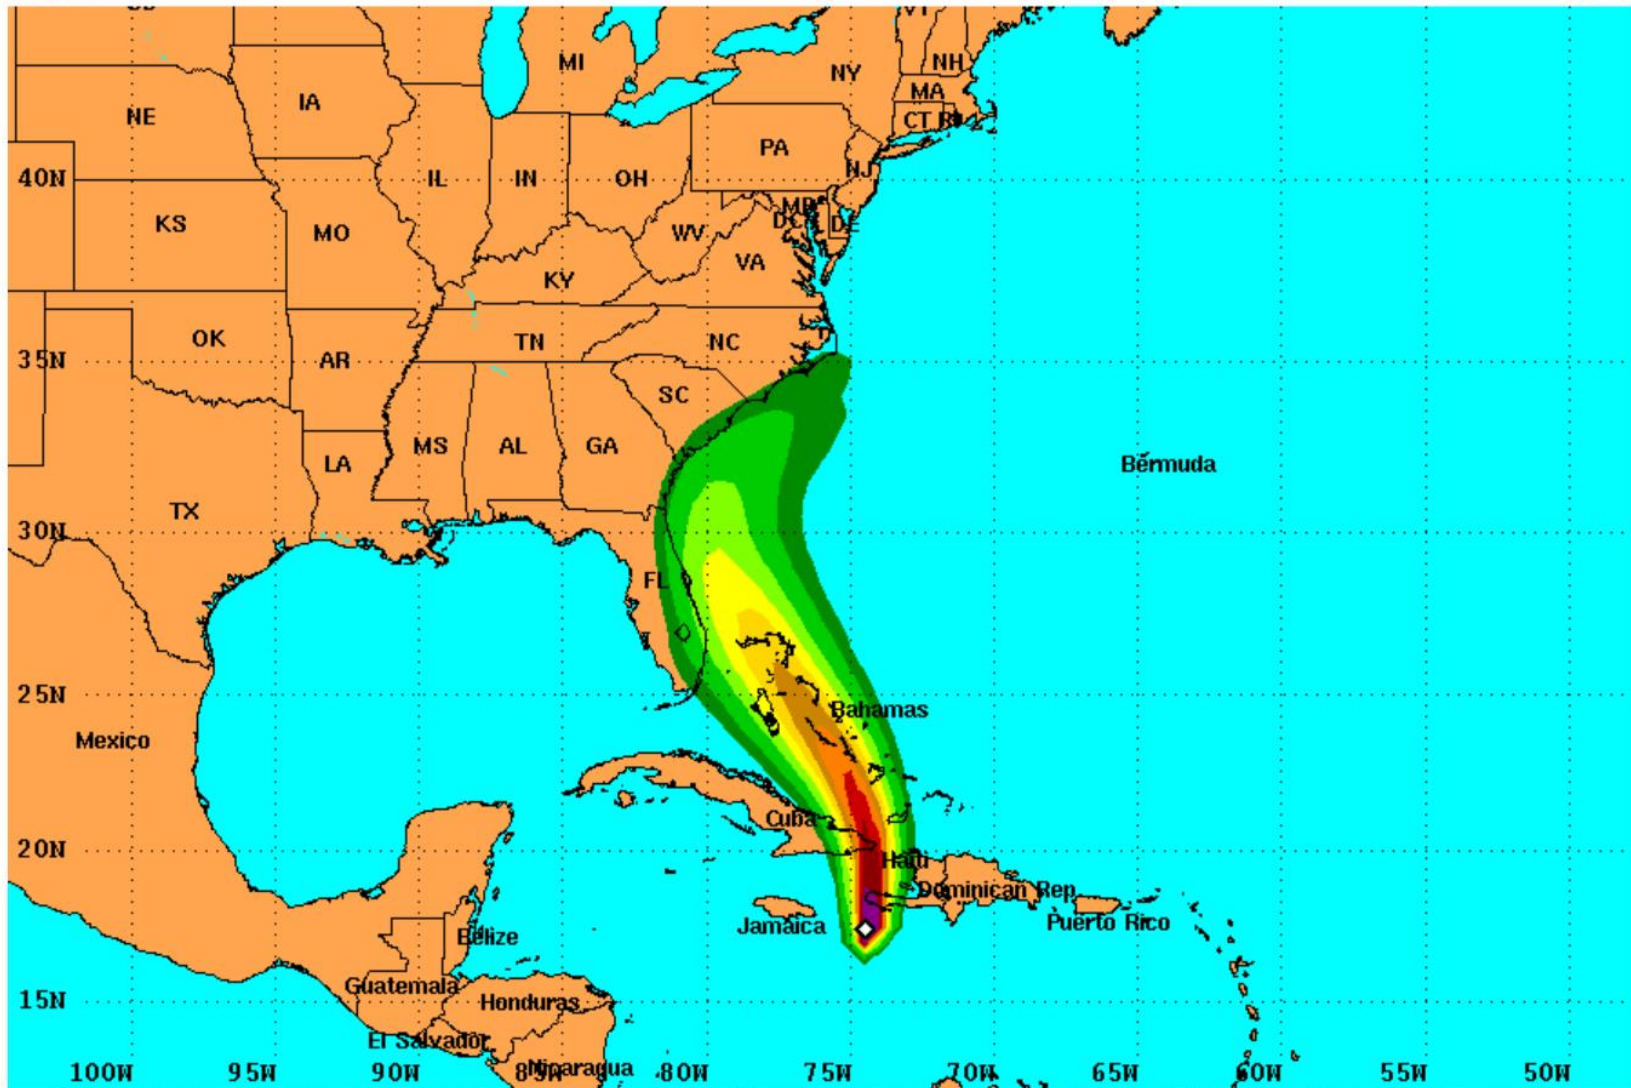 MI
NY
NH
IA
MA
NE
CT RI
PA
NJ
40N
IL
IN
OH
MD
DC
DE
KS
MO
WV
VA
KY
OK
TN
NC
35N
AR
SC
MS
AL
GA
LA
Bermuda
TX
30N
FL
25N
Bahamas
Mexico
Cuba
20N
Haiti
Dominican Rep
Jamaica
Puerto Rico
Belize
Guatemala
15N
Honduras
El Salvador
Nicaragua
100W
95W
90W
85W
80W
75W
70W
65W
60W
55W
50W